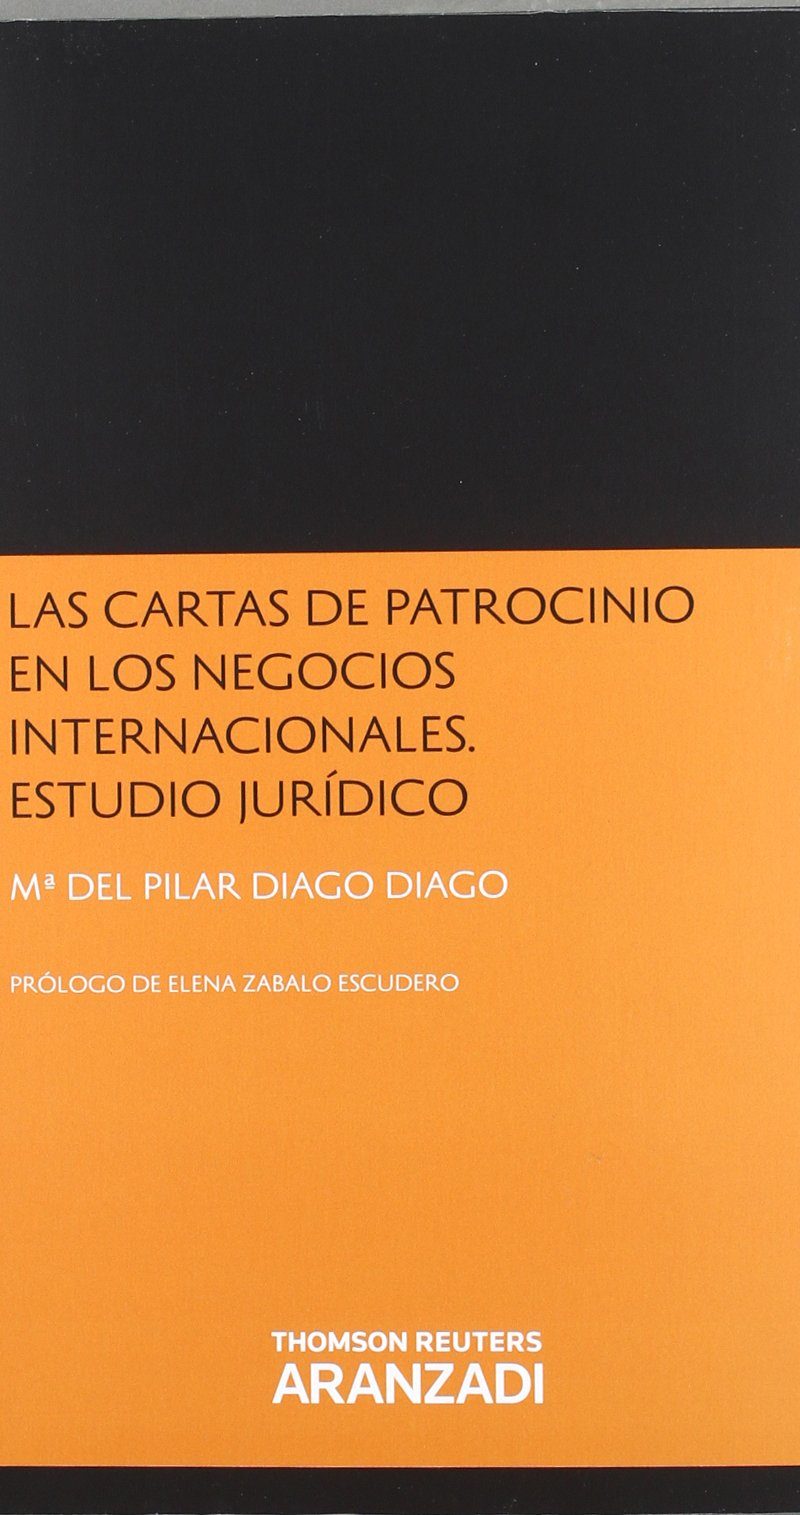 LAS CARTAS DE PATROCINIO
EN LOS NEGOCIOS
INTERNACIONALES.
ESTUDIO JURÍDICO
Mª DEL PILAR DIAGO DIAGO
PRÓLOGO DE ELENA ZABALO ESCUDERO
THOMSON REUTERS
ARANZADI